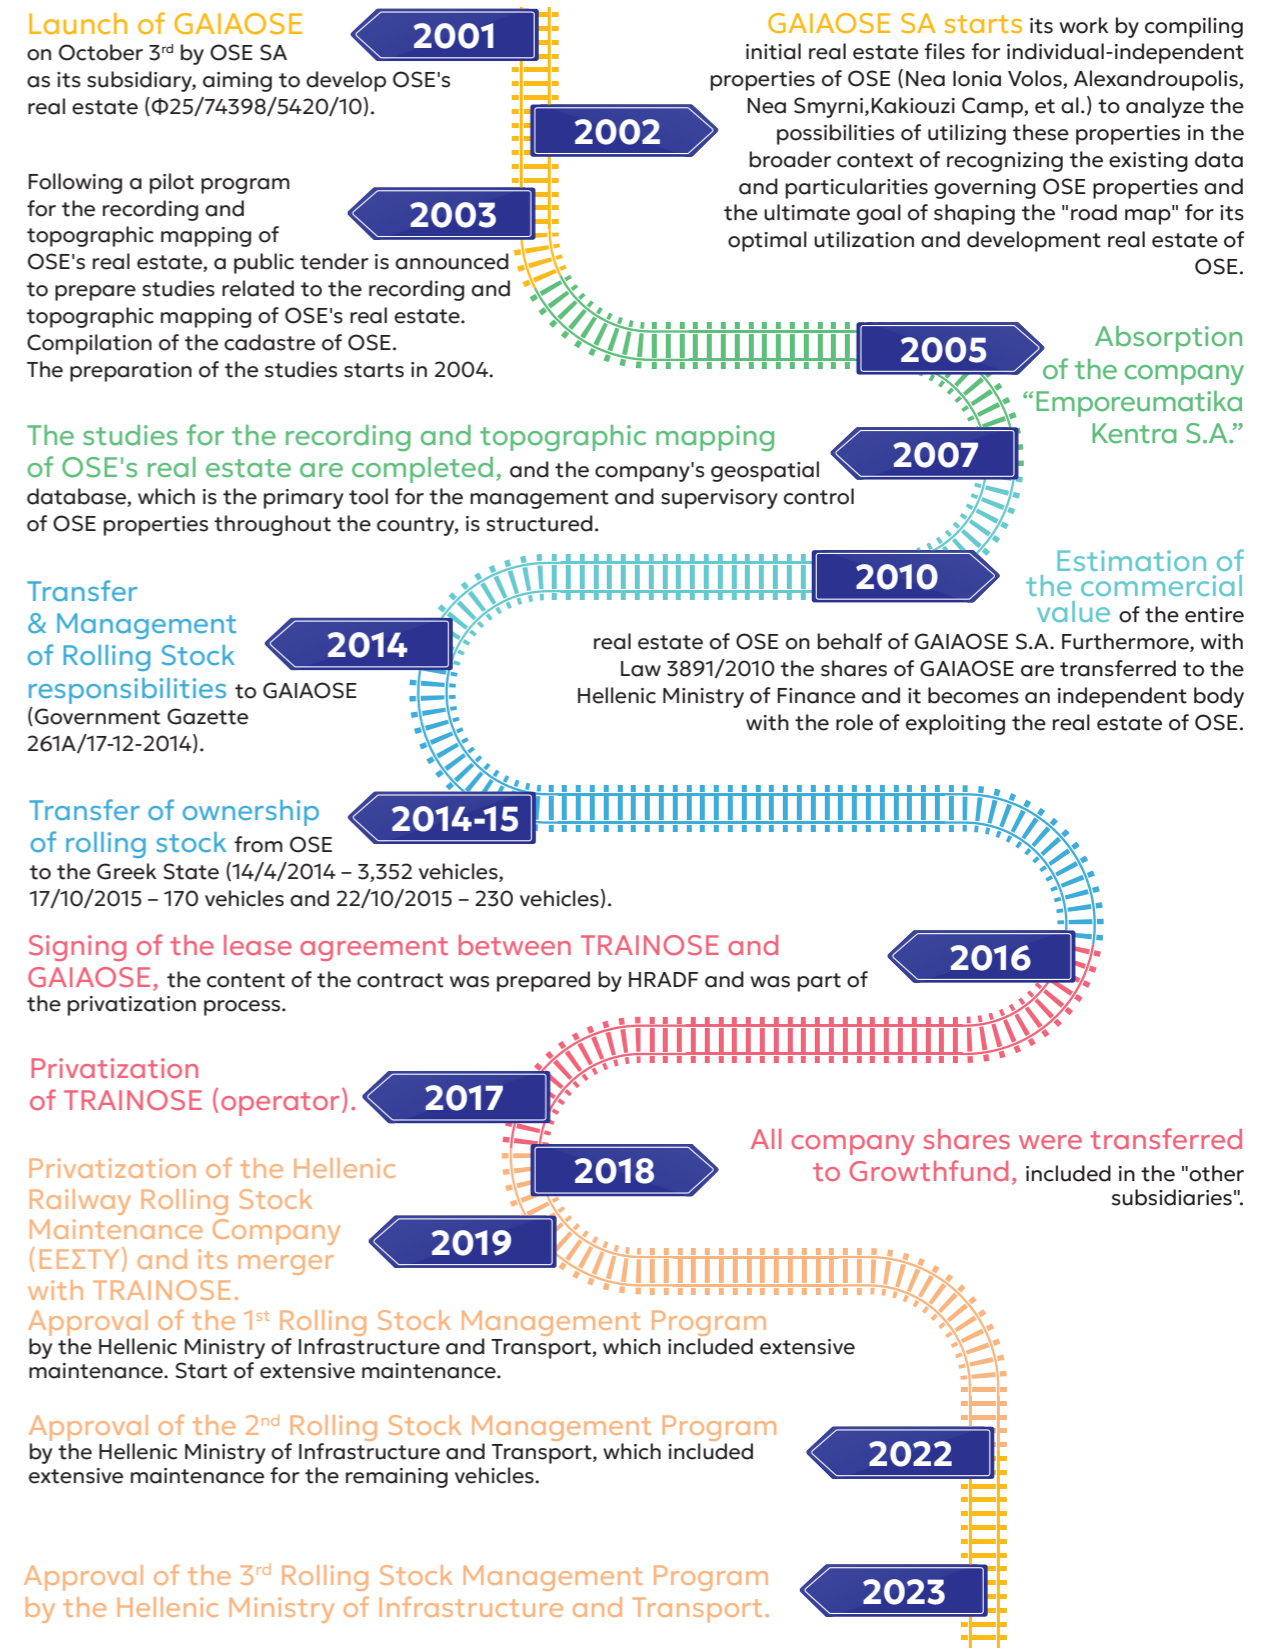 Launch of GAIAOSE
on October 3rd by OSE SA
as its subsidiary, aiming to develop OSE's
real estate (Φ25/74398/5420/10).
2001
GAIAOSE SA starts its work by compiling
initial real estate files for individual-independent
properties of OSE (Nea Ionia Volos, Alexandroupolis,
Nea Smyrni,Kakiouzi Camp, et al.) to analyze the
possibilities of utilizing these properties in the
broader context of recognizing the existing data
and particularities governing OSE properties and
the ultimate goal of shaping the "road map" for its
optimal utilization and development real estate of
OSE.
2002
Following a pilot program
for the recording and
topographic mapping of
OSE's real estate, a public tender is announced
to prepare studies related to the recording and
topographic mapping of OSE's real estate.
Compilation of the cadastre of OSE.
The preparation of the studies starts in 2004.
2003
2005
Absorption
of the company
“Emporeumatika
Kentra S.A.”
The studies for the recording and topographic mapping
of OSE's real estate are completed, and the company's geospatial
database, which is the primary tool for the management and supervisory control
of OSE properties throughout the country, is structured.
2007
2010
Estimation of
the commercial
value of the entire
real estate of OSE on behalf of GAIAOSE S.A. Furthermore, with
Law 3891/2010 the shares of GAIAOSE are transferred to the
Hellenic Ministry of Finance and it becomes an independent body
with the role of exploiting the real estate of OSE.
Transfer
& Management
of Rolling Stock
responsibilities to GAIAOSE
(Government Gazette
261A/17-12-2014).
2014
Transfer of ownership
of rolling stock from OSE
to the Greek State (14/4/2014 – 3,352 vehicles,
17/10/2015 – 170 vehicles and 22/10/2015 – 230 vehicles).
2014-15
Signing of the lease agreement between TRAINOSE and
GAIAOSE, the content of the contract was prepared by HRADF and was part of
the privatization process.
2016
Privatization
of TRAINOSE (operator).
2017
2018
All company shares were transferred
to Growthfund, included in the "other
subsidiaries".
Privatization of the Hellenic
Railway Rolling Stock
Maintenance Company
(ΕΕΣΤΥ) and its merger
with TRAINOSE.
2019
Approval of the 1st Rolling Stock Management Program
by the Hellenic Ministry of Infrastructure and Transport, which included extensive
maintenance. Start of extensive maintenance.
Approval of the 2nd Rolling Stock Management Program
by the Hellenic Ministry of Infrastructure and Transport, which included
extensive maintenance for the remaining vehicles.
2022
Approval of the 3rd Rolling Stock Management Program
by the Hellenic Ministry of Infrastructure and Transport.
2023